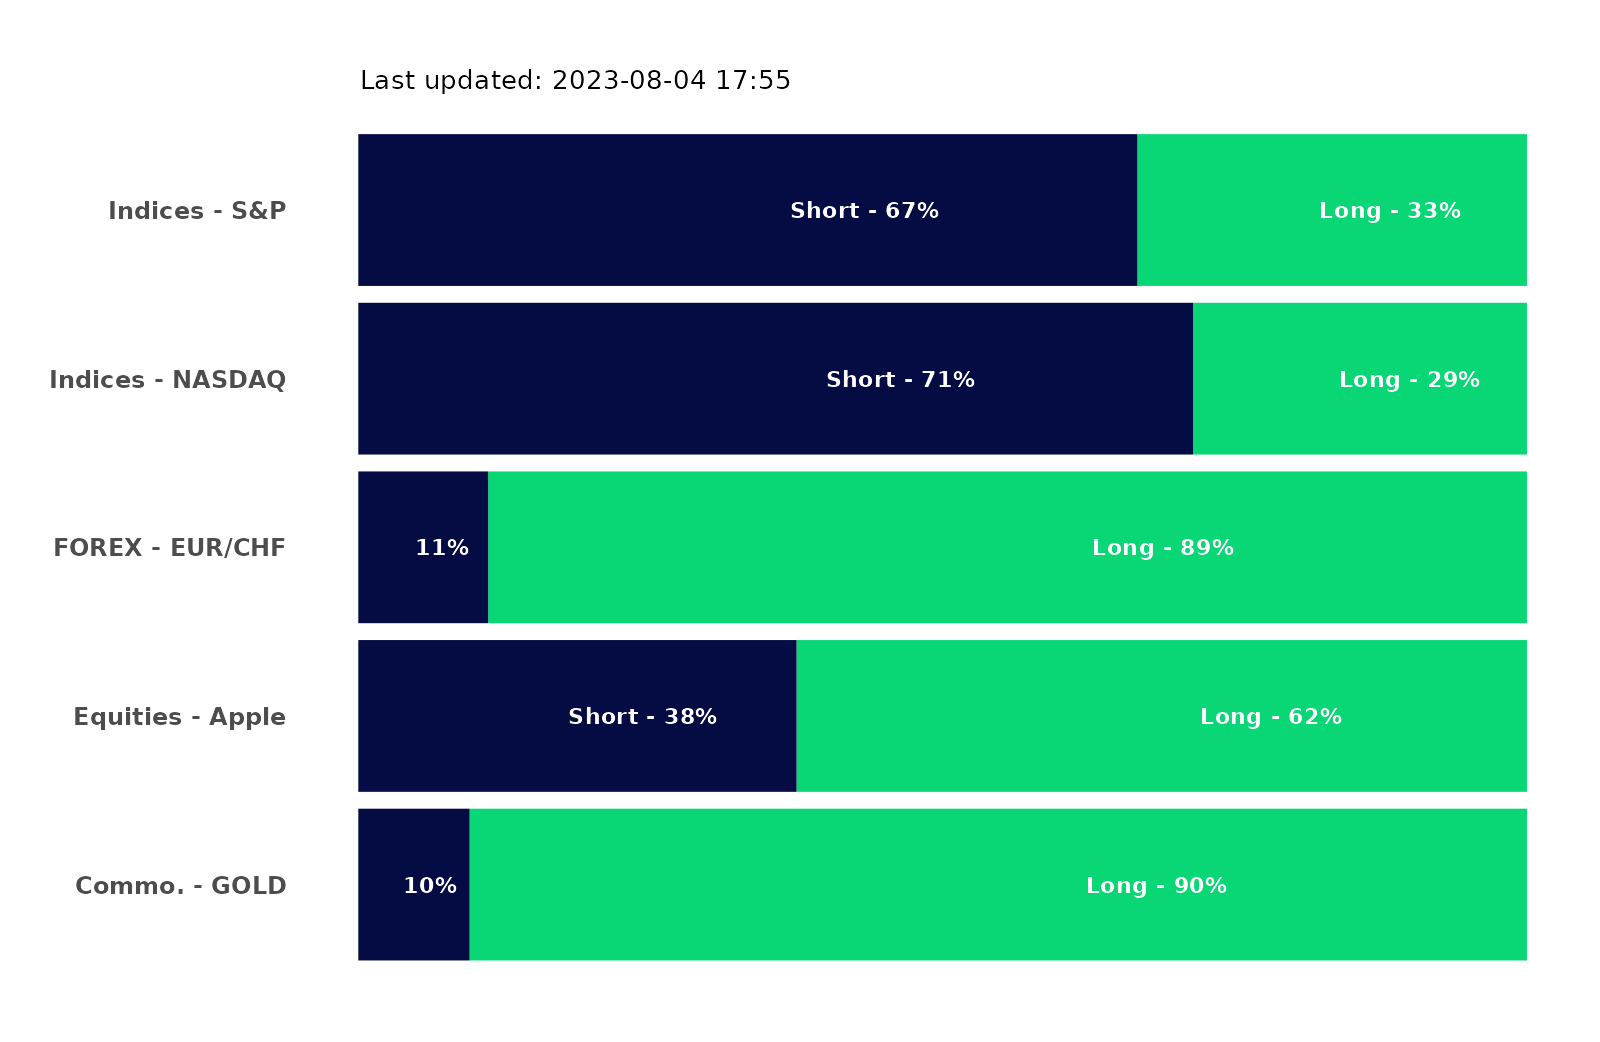 Last updated: 2023-08-04 17:55
Indices - S&P Short - 67% Long - 33%
Indices - NASDAQ Short - 71% Long - 29%
FOREX - EUR/CHF 11% Long - 89%
Equities - Apple Short - 38% Long - 62%
Commo. - GOLD 10% Long - 90%